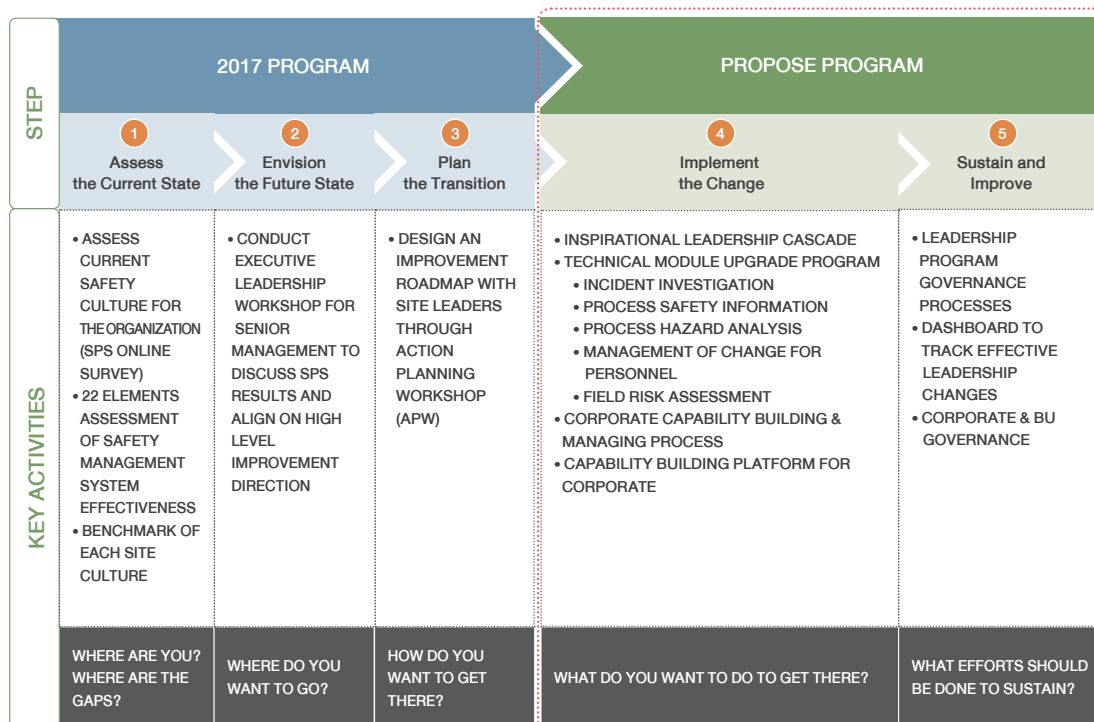 STEP
2017 PROGRAM
PROPOSE PROGRAM
1
Assess
the Current State
2
Envision
the Future State
3
Plan
the Transition
4
Implement
the Change
5
Sustain and
Improve
KEY ACTIVITIES
• ASSESS
CURRENT
SAFETY
CULTURE FOR
THE ORGANIZATION
(SPS ONLINE
SURVEY)
• 22 ELEMENTS
ASSESSMENT
OF SAFETY
MANAGEMENT
SYSTEM
EFFECTIVENESS
• BENCHMARK OF
EACH SITE
CULTURE
• CONDUCT
EXECUTIVE
LEADERSHIP
WORKSHOP FOR
SENIOR
MANAGEMENT TO
DISCUSS SPS
RESULTS AND
ALIGN ON HIGH
LEVEL
IMPROVEMENT
DIRECTION
• DESIGN AN
IMPROVEMENT
ROADMAP WITH
SITE LEADERS
THROUGH
ACTION
PLANNING
WORKSHOP
(APW)
• INSPIRATIONAL LEADERSHIP CASCADE
• TECHNICAL MODULE UPGRADE PROGRAM
• INCIDENT INVESTIGATION
• PROCESS SAFETY INFORMATION
• PROCESS HAZARD ANALYSIS
• MANAGEMENT OF CHANGE FOR
PERSONNEL
• FIELD RISK ASSESSMENT
• CORPORATE CAPABILITY BUILDING &
MANAGING PROCESS
• CAPABILITY BUILDING PLATFORM FOR
CORPORATE
• LEADERSHIP
PROGRAM
GOVERNANCE
PROCESSES
• DASHBOARD TO
TRACK EFFECTIVE
LEADERSHIP
CHANGES
• CORPORATE & BU
GOVERNANCE
WHERE ARE YOU?
WHERE ARE THE
GAPS?
WHERE DO YOU
WANT TO GO?
HOW DO YOU
WANT TO GET
THERE?
WHAT DO YOU WANT TO DO TO GET THERE?
WHAT EFFORTS SHOULD
BE DONE TO SUSTAIN?